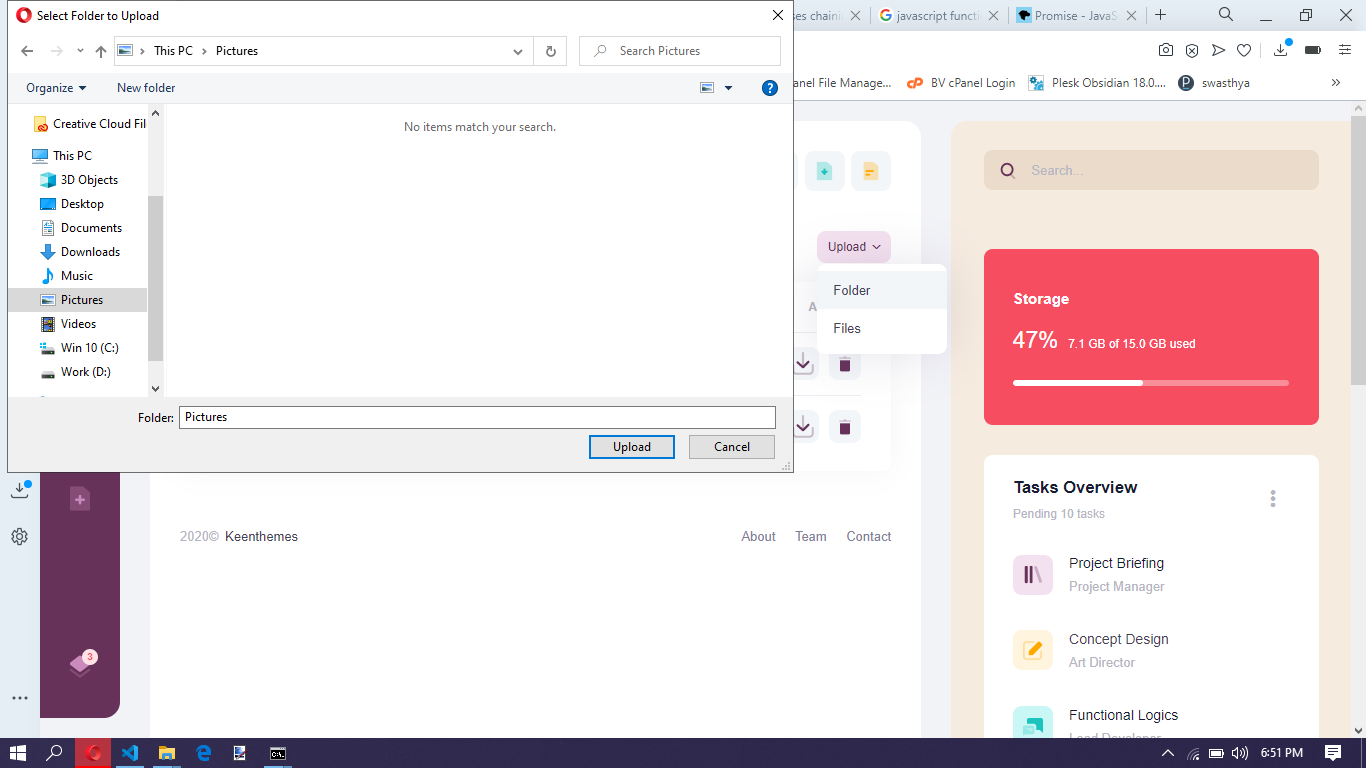 Select Folder to Upload
ses chaini
javascript functi
Promise - JavaS
This PC
Pictures
Search Pictures
Organize
New folder
anel File Manage...
BV cPanel Login
Plesk Obsidian 18.0....
swasthya
Creative Cloud Fil
This PC
3D Objects
Desktop
Documents
Downloads
Music
Pictures
Videos
Win 10 (C:)
Work (D:)
No items match your search.
Folder:
Pictures
Upload
Cancel
Upload
Folder
Files
A
Search...
Storage
47% 7.1 GB of 15.0 GB used
Tasks Overview
Pending 10 tasks
Project Briefing
Project Manager
Concept Design
Art Director
Functional Logics
Lead Developer
2020© Keenthemes
About
Team
Contact
3
6:51 PM